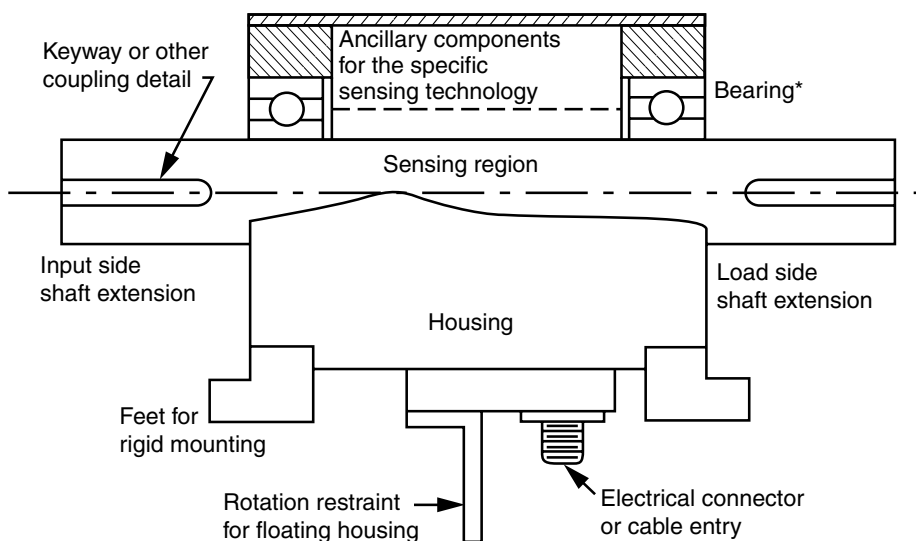 Keyway or other
coupling detail
Ancillary components
for the specific
sensing technology
Bearing*
Sensing region
Input side
shaft extension
Load side
shaft extension
Housing
Feet for
rigid mounting
Rotation restraint
for floating housing
Electrical connector
or cable entry